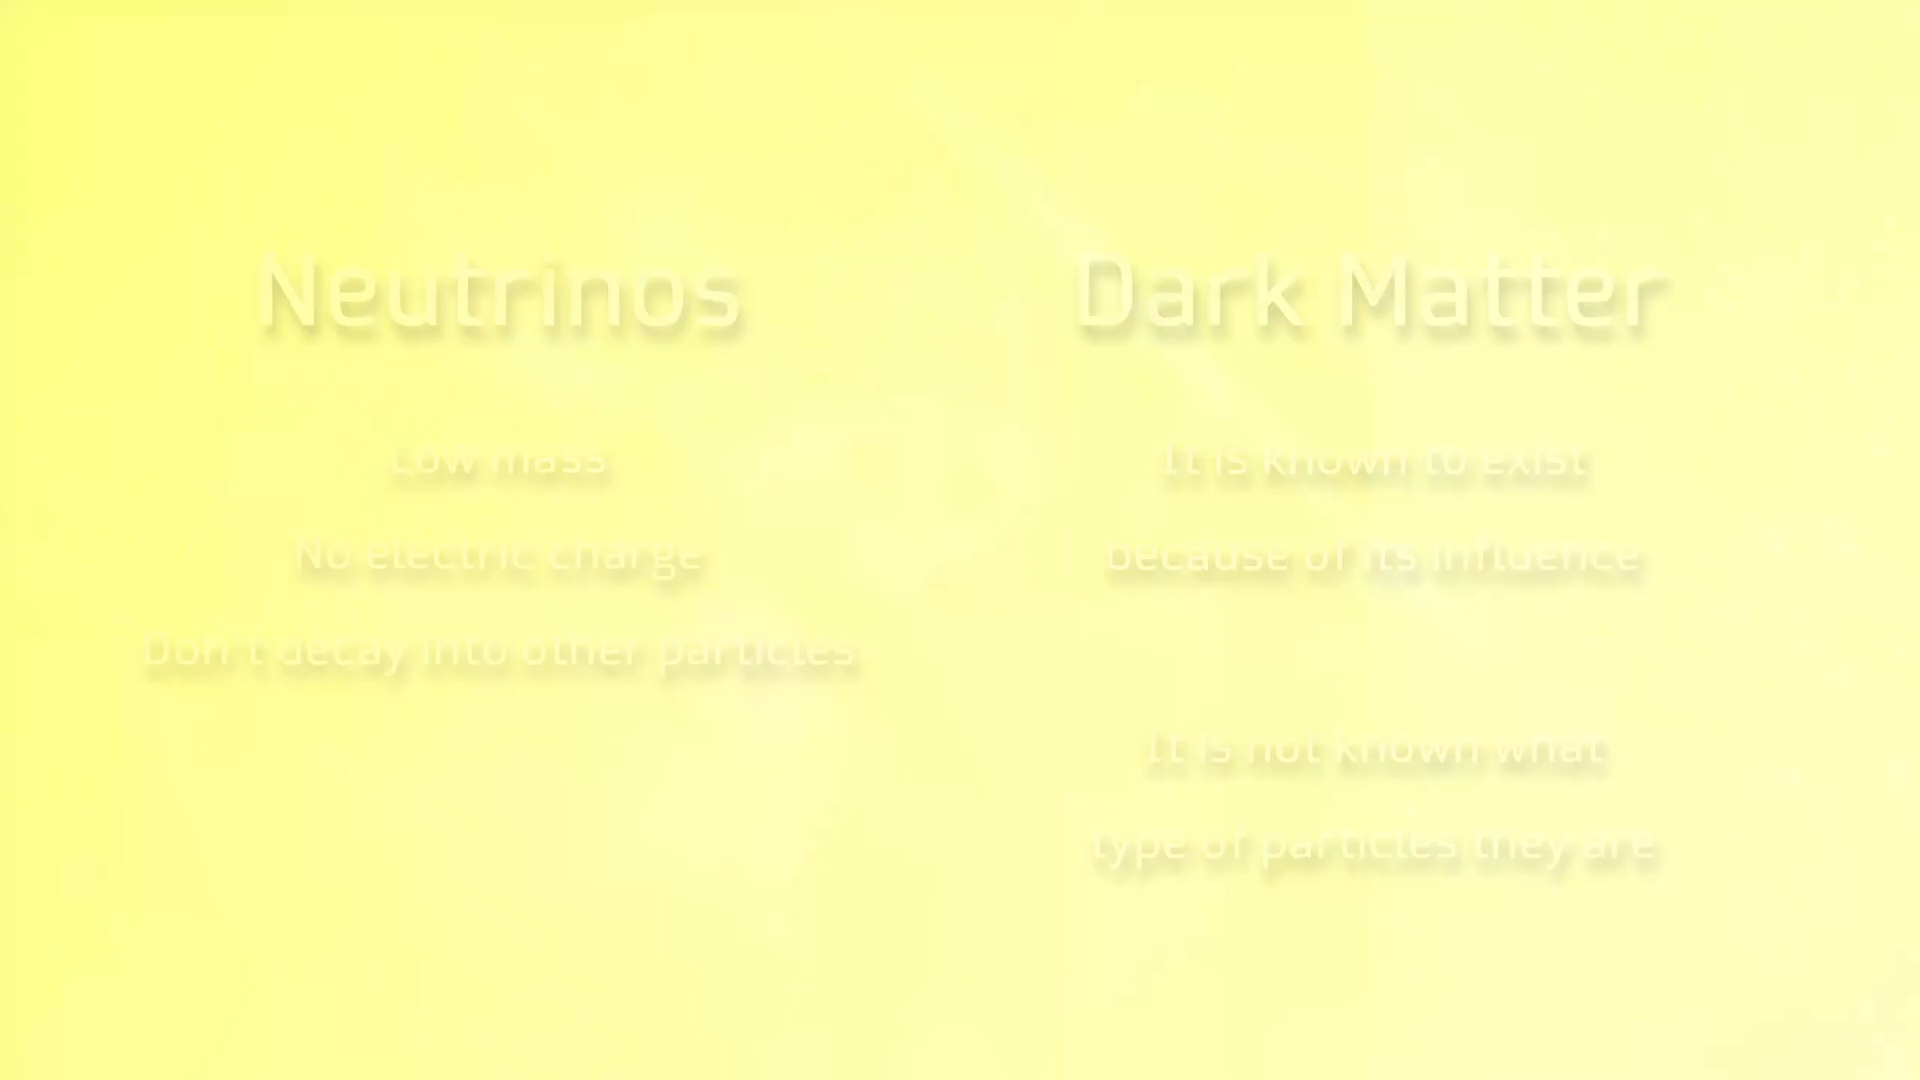 Neutrinos
Low mass
No electric charge
Don't decay into other particles
Dark Matter
It is known to exist
because of its influence
It is not known what
type of particles they are